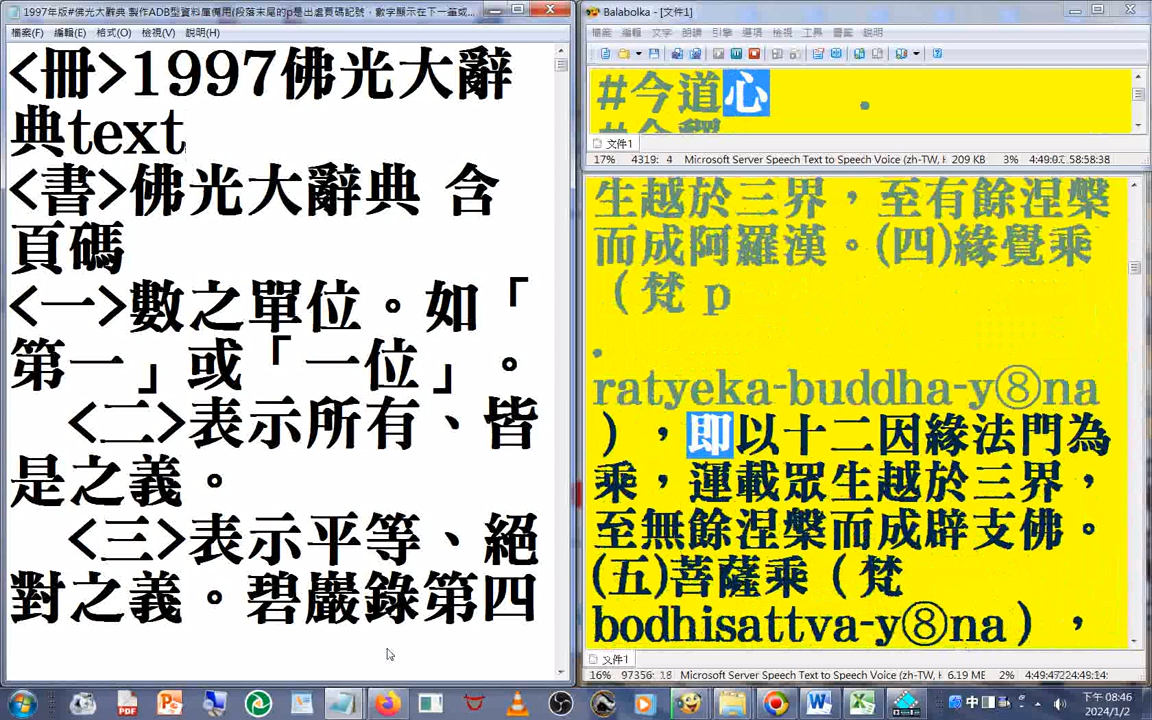 1997年版#佛光大辭典 製作ADB型資料庫備用(段落末尾的p是出處頁碼記號，數字顯示在下一筆或...
檔案(F) 編輯(E) 格式(O) 檢視(V) 說明(H)
<冊>1997佛光大辭
典text
<書>佛光大辭典 含
頁碼
<一>數之單位。如「
第一」或「一位」。
<二>表示所有、皆
是之義。
<三>表示平等、絕
對之義。碧巖錄第四
Balabolka - [文件1]
檔案 編輯 文字 朗讀 引擎 選項 檢視 工具 書籤 說明
#今道心
文件1
17% 4319: 4 Microsoft Server Speech Text to Speech Voice (zh-TW, H 209 KB 3%
生越於三界，至有餘涅槃
而成阿羅漢。(四)緣覺乘
（梵 p
.
ratyeka-buddha-y⑧na
），即以十二因緣法門為
乘，運載眾生越於三界，
至無餘涅槃而成辟支佛。
(五)菩薩乘（梵
bodhisattva-y⑧na），
文件1
16% Microsoft Server Speech Text to Speech Voice (zh-TW, H 6.19 MB 2%
中
下午 08:46
2024/1/2